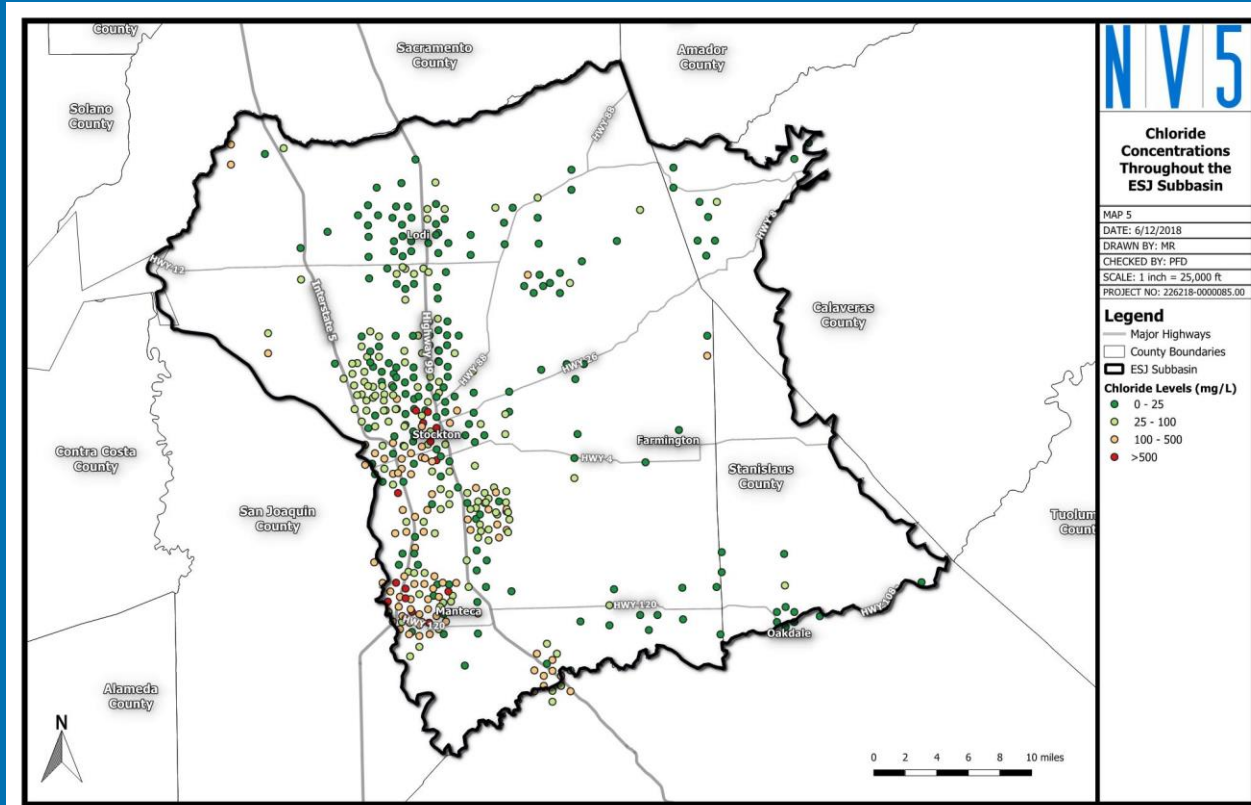 County
Sacramento
County
Amador
County
Solano
County
HWY-88
Lodi
HWY-12
HWY-8
Interstate 5
Highway 99
Calaveras
County
HWY-88
HWY-26
Stockton
Farmington
HWY-4
Contra Costa
County
Stanislaus
County
San Joaquin
County
Tuolum
Count
HWY-120
HWY-108
Manteca
HWY 120
Oakdale
Alameda
County
N
0 2 4 6 8 10 miles
NV5
Chloride
Concentrations
Throughout the
ESJ Subbasin
MAP 5
DATE: 6/12/2018
DRAWN BY: MR
CHECKED BY: PFD
SCALE: 1 inch = 25,000 ft
PROJECT NO: 226218-0000085.00
Legend
Major Highways
County Boundaries
ESJ Subbasin
Chloride Levels (mg/L)
0 - 25
25 - 100
100 - 500
>500